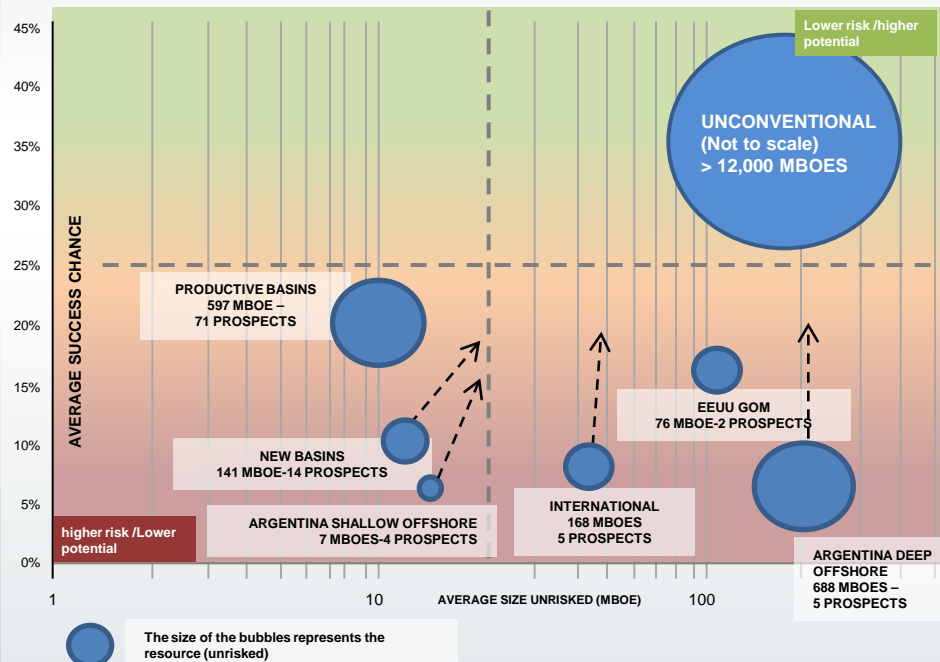 45%
40%
35%
30%
25%
20%
15%
10%
5%
0%
AVERAGE SUCCESS CHANCE
Lower risk /higher
potential
UNCONVENTIONAL
(Not to scale)
> 12,000 MBOES
PRODUCTIVE BASINS
597 MBOE –
71 PROSPECTS
EEUU GOM
76 MBOE-2 PROSPECTS
NEW BASINS
141 MBOE-14 PROSPECTS
INTERNATIONAL
168 MBOES
5 PROSPECTS
ARGENTINA SHALLOW OFFSHORE
7 MBOES-4 PROSPECTS
higher risk /Lower
potential
ARGENTINA DEEP
OFFSHORE
688 MBOES –
5 PROSPECTS
1
10
AVERAGE SIZE UNRISKED (MBOE)
100
The size of the bubbles represents the
resource (unrisked)